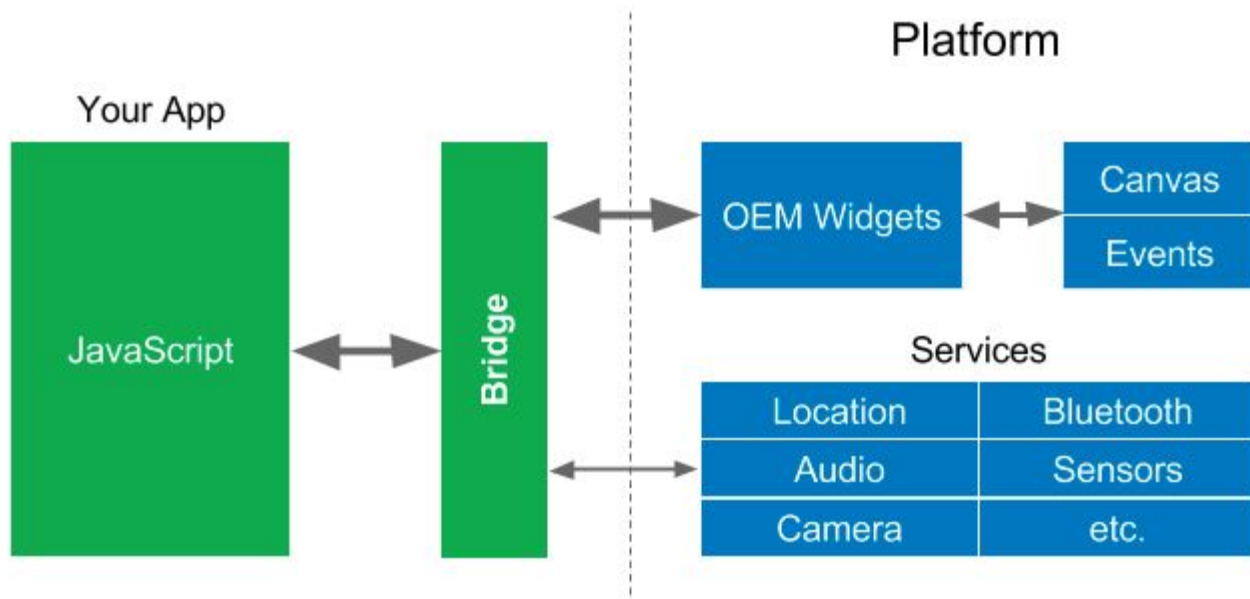 Platform
Your App
JavaScript
Bridge
OEM Widgets
Canvas
Events
Services
Location
Bluetooth
Audio
Sensors
Camera
etc.